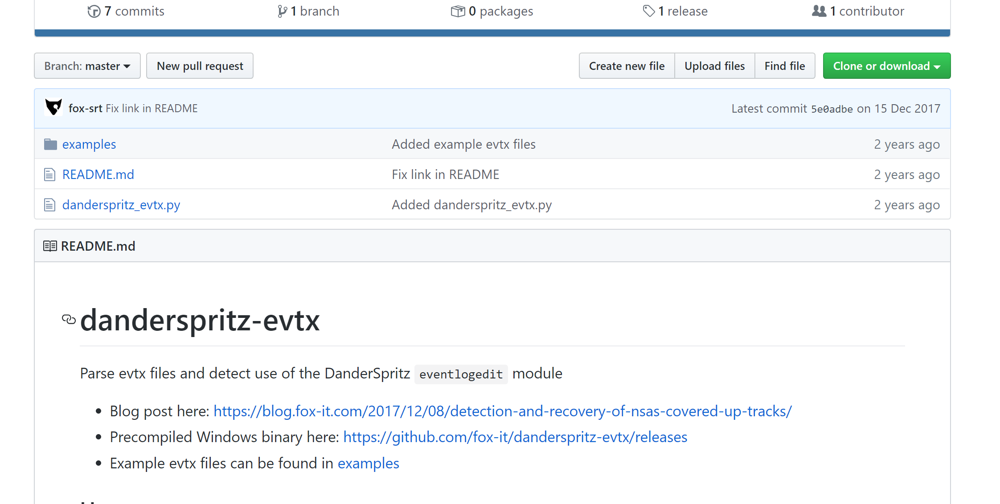 7 commits 1 branch 0 packages 1 release 1 contributor
Branch: master New pull request Create new file Upload files Find file Clone or download
fox-srt Fix link in README Latest commit 5e0adbe on 15 Dec 2017
examples Added example evtx files 2 years ago
README.md Fix link in README 2 years ago
danderspritz_evtx.py Added danderspritz_evtx.py 2 years ago
README.md
danderspritz-evtx
Parse evtx files and detect use of the DanderSpritz eventlogedit module
• Blog post here: https://blog.fox-it.com/2017/12/08/detection-and-recovery-of-nsas-covered-up-tracks/
• Precompiled Windows binary here: https://github.com/fox-it/danderspritz-evtx/releases
• Example evtx files can be found in examples